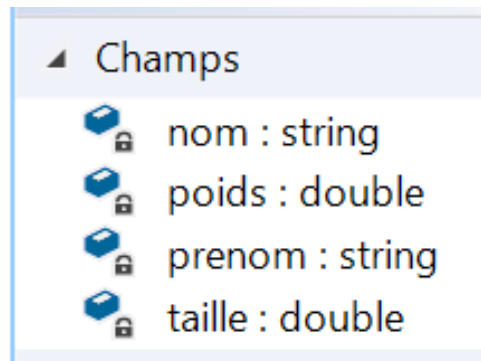 Champs
nom : string
poids : double
prenom : string
taille : double